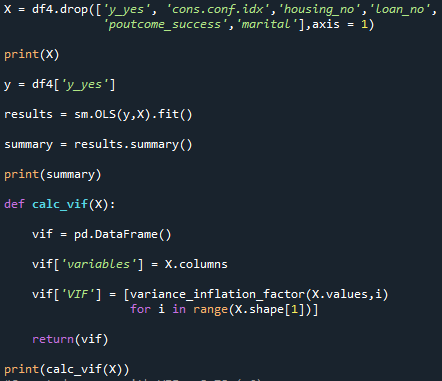 X = df4.drop(['y_yes', 'cons.conf.idx','housing_no','loan_no',
'poutcome_success','marital'],axis = 1)
print(X)
y = df4['y_yes']
results = sm.OLS(y,X).fit()
summary = results.summary()
print(summary)
def calc_vif(X):
vif = pd.DataFrame()
vif['variables'] = X.columns
vif['VIF'] = [variance_inflation_factor(X.values,i)
for i in range(X.shape[1])]
return(vif)
print(calc_vif(X))